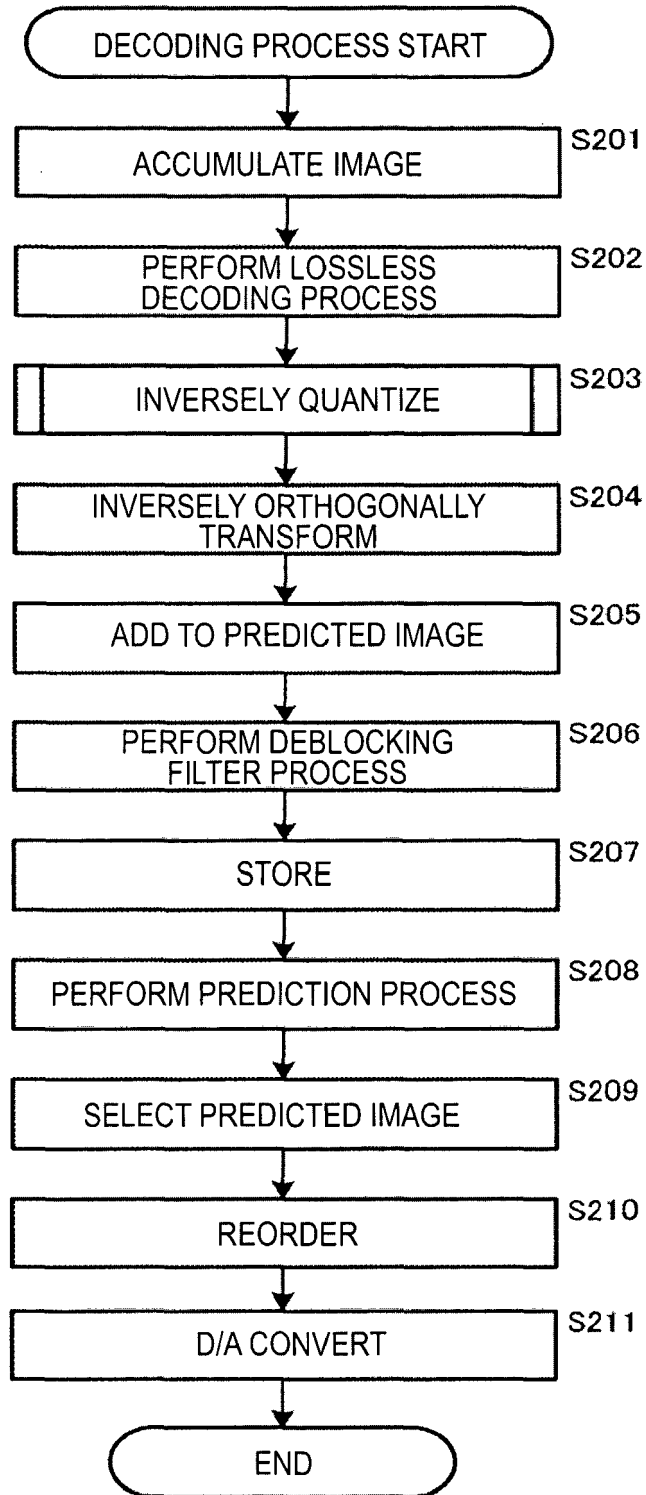 DECODING PROCESS START
S201
ACCUMULATE IMAGE
S202
PERFORM LOSSLESS
DECODING PROCESS
S203
INVERSELY QUANTIZE
S204
INVERSELY ORTHOGONALLY
TRANSFORM
S205
ADD TO PREDICTED IMAGE
S206
PERFORM DEBLOCKING
FILTER PROCESS
S207
STORE
S208
PERFORM PREDICTION PROCESS
S209
SELECT PREDICTED IMAGE
S210
REORDER
S211
D/A CONVERT
END